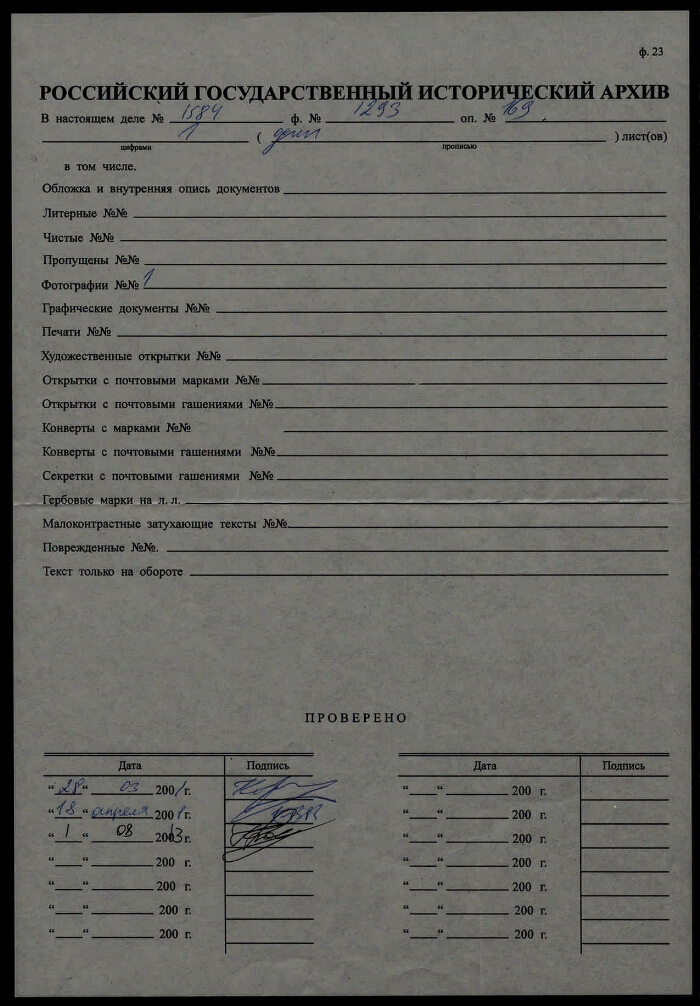 ф. 23
РОССИЙСКИЙ ГОСУДАРСТВЕННЫЙ ИСТОРИЧЕСКИЙ АРХИВ
В настоящем деле № 1584 ф. № 1293 оп. № 169.
1 ( один ) лист(ов)
цифрами прописью
в том числе.
Обложка и внутренняя опись документов
Литерные №№
Чистые №№
Пропущены №№
Фотографии №№ 1
Графические документы №№
Печати №№
Художественные открытки №№
Открытки с почтовыми марками №№
Открытки с почтовыми гашениями №№
Конверты с марками №№
Конверты с почтовыми гашениями №№
Секретки с почтовыми гашениями №№
Гербовые марки на л. л.
Малоконтрастные затухающие тексты №№
Поврежденные №№.
Текст только на обороте
ПРОВЕРЕНО
Дата Подпись Дата Подпись
“28“ 03 2001 г. “ “ 200 г.
“18“ апреля 2001 г. “ “ 200 г.
“1“ 08 2013 г. “ “ 200 г.
“ “ 200 г. “ “ 200 г.
“ “ 200 г. “ “ 200 г.
“ “ 200 г. “ “ 200 г.
“ “ 200 г. “ “ 200 г.